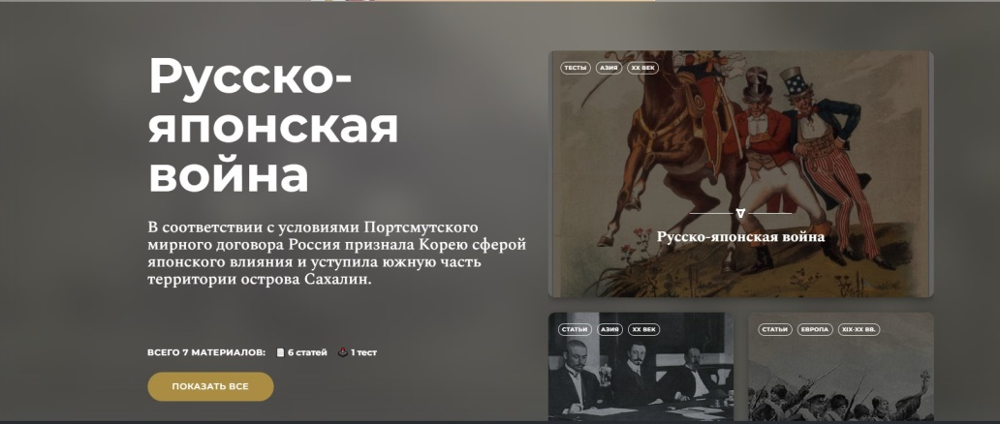 Русско-
японская
война
В соответствии с условиями Портсмутского
мирного договора Россия признала Корею сферой
японского влияния и уступила южную часть
территории острова Сахалин.
ВСЕГО 7 МАТЕРИАЛОВ: 6 статей 1 тест
ПОКАЗАТЬ ВСЕ
ТЕСТЫ АЗИЯ XX ВЕК
Русско-японская война
СТАТЬИ АЗИЯ XX ВЕК
СТАТЬИ ЕВРОПА XIX-XX ВВ.